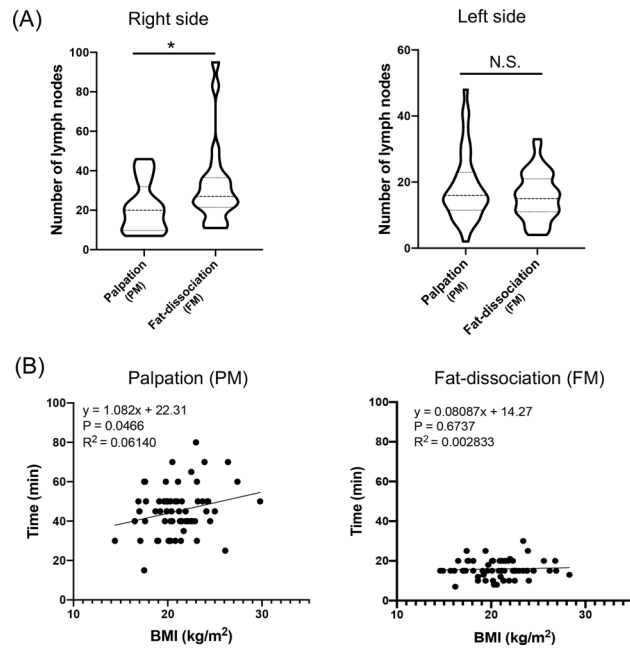 (A)
Right side
*
Number of lymph nodes
100
80
60
40
20
0
Palpation
(PM)
Fat-dissociation
(FM)
Left side
N.S.
Number of lymph nodes
60
40
20
0
Palpation
(PM)
Fat-dissociation
(FM)
(B)
Palpation (PM)
y = 1.082x + 22.31
P = 0.0466
R² = 0.06140
Time (min)
100
80
60
40
20
0
10
20
30
BMI (kg/m²)
Fat-dissociation (FM)
y = 0.08087x + 14.27
P = 0.6737
R² = 0.002833
Time (min)
100
80
60
40
20
0
10
20
30
BMI (kg/m²)